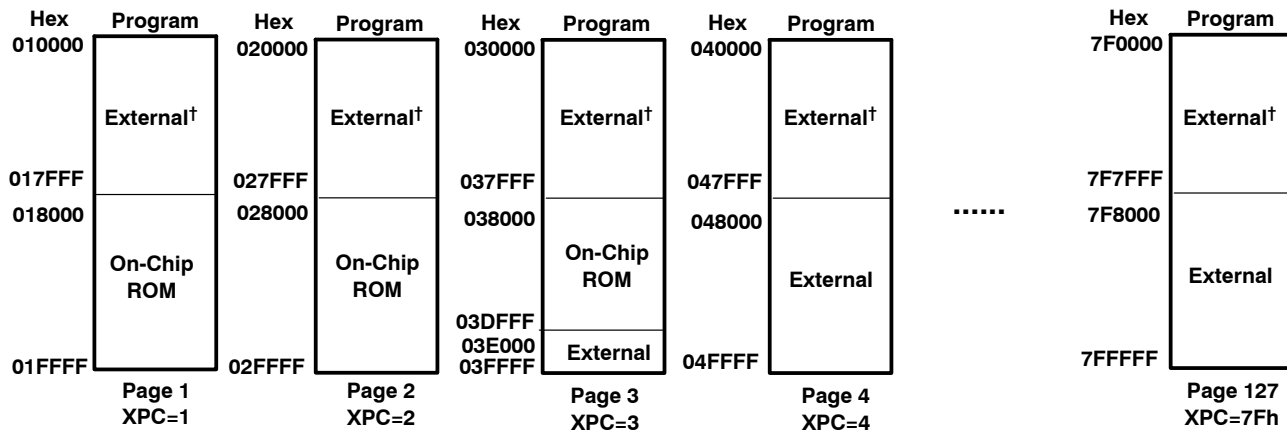 Hex Program
010000
External†
017FFF
018000
On-Chip
ROM
01FFFF
Page 1
XPC=1
Hex Program
020000
External†
027FFF
028000
On-Chip
ROM
02FFFF
Page 2
XPC=2
Hex Program
030000
External†
037FFF
038000
On-Chip
ROM
03DFFF
03E000
External
03FFFF
Page 3
XPC=3
Hex Program
040000
External†
047FFF
048000
External
04FFFF
Page 4
XPC=4
......
Hex Program
7F0000
External†
7F7FFF
7F8000
External
7FFFFF
Page 127
XPC=7Fh